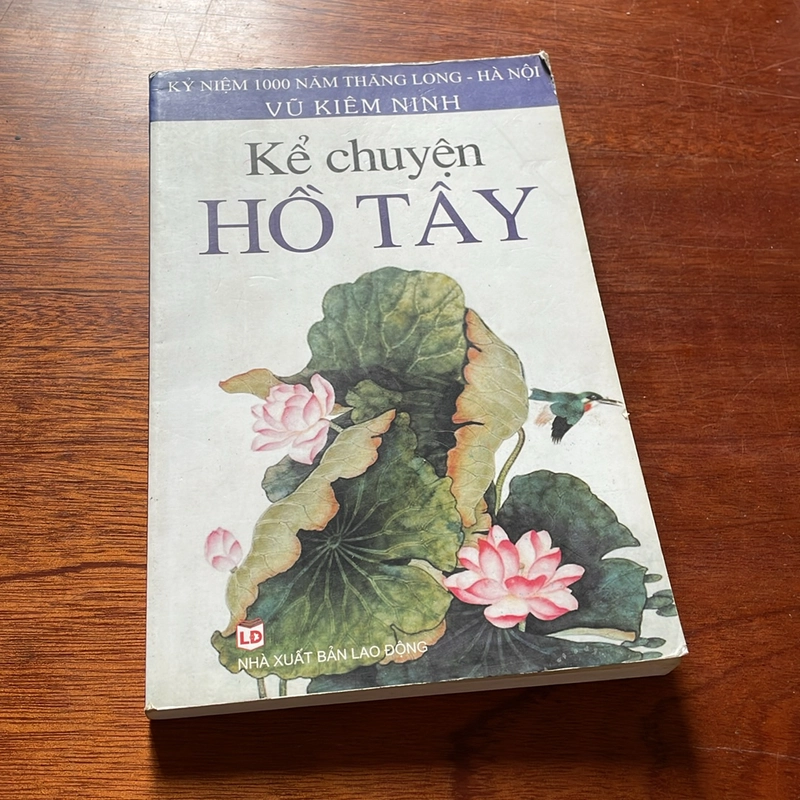 KỶ NIỆM 1000 NĂM THĂNG LONG - HÀ NỘI
VŨ KIÊM NINH
Kể chuyện
HỒ TÂY
LĐ
NHÀ XUẤT BẢN LAO ĐỘNG